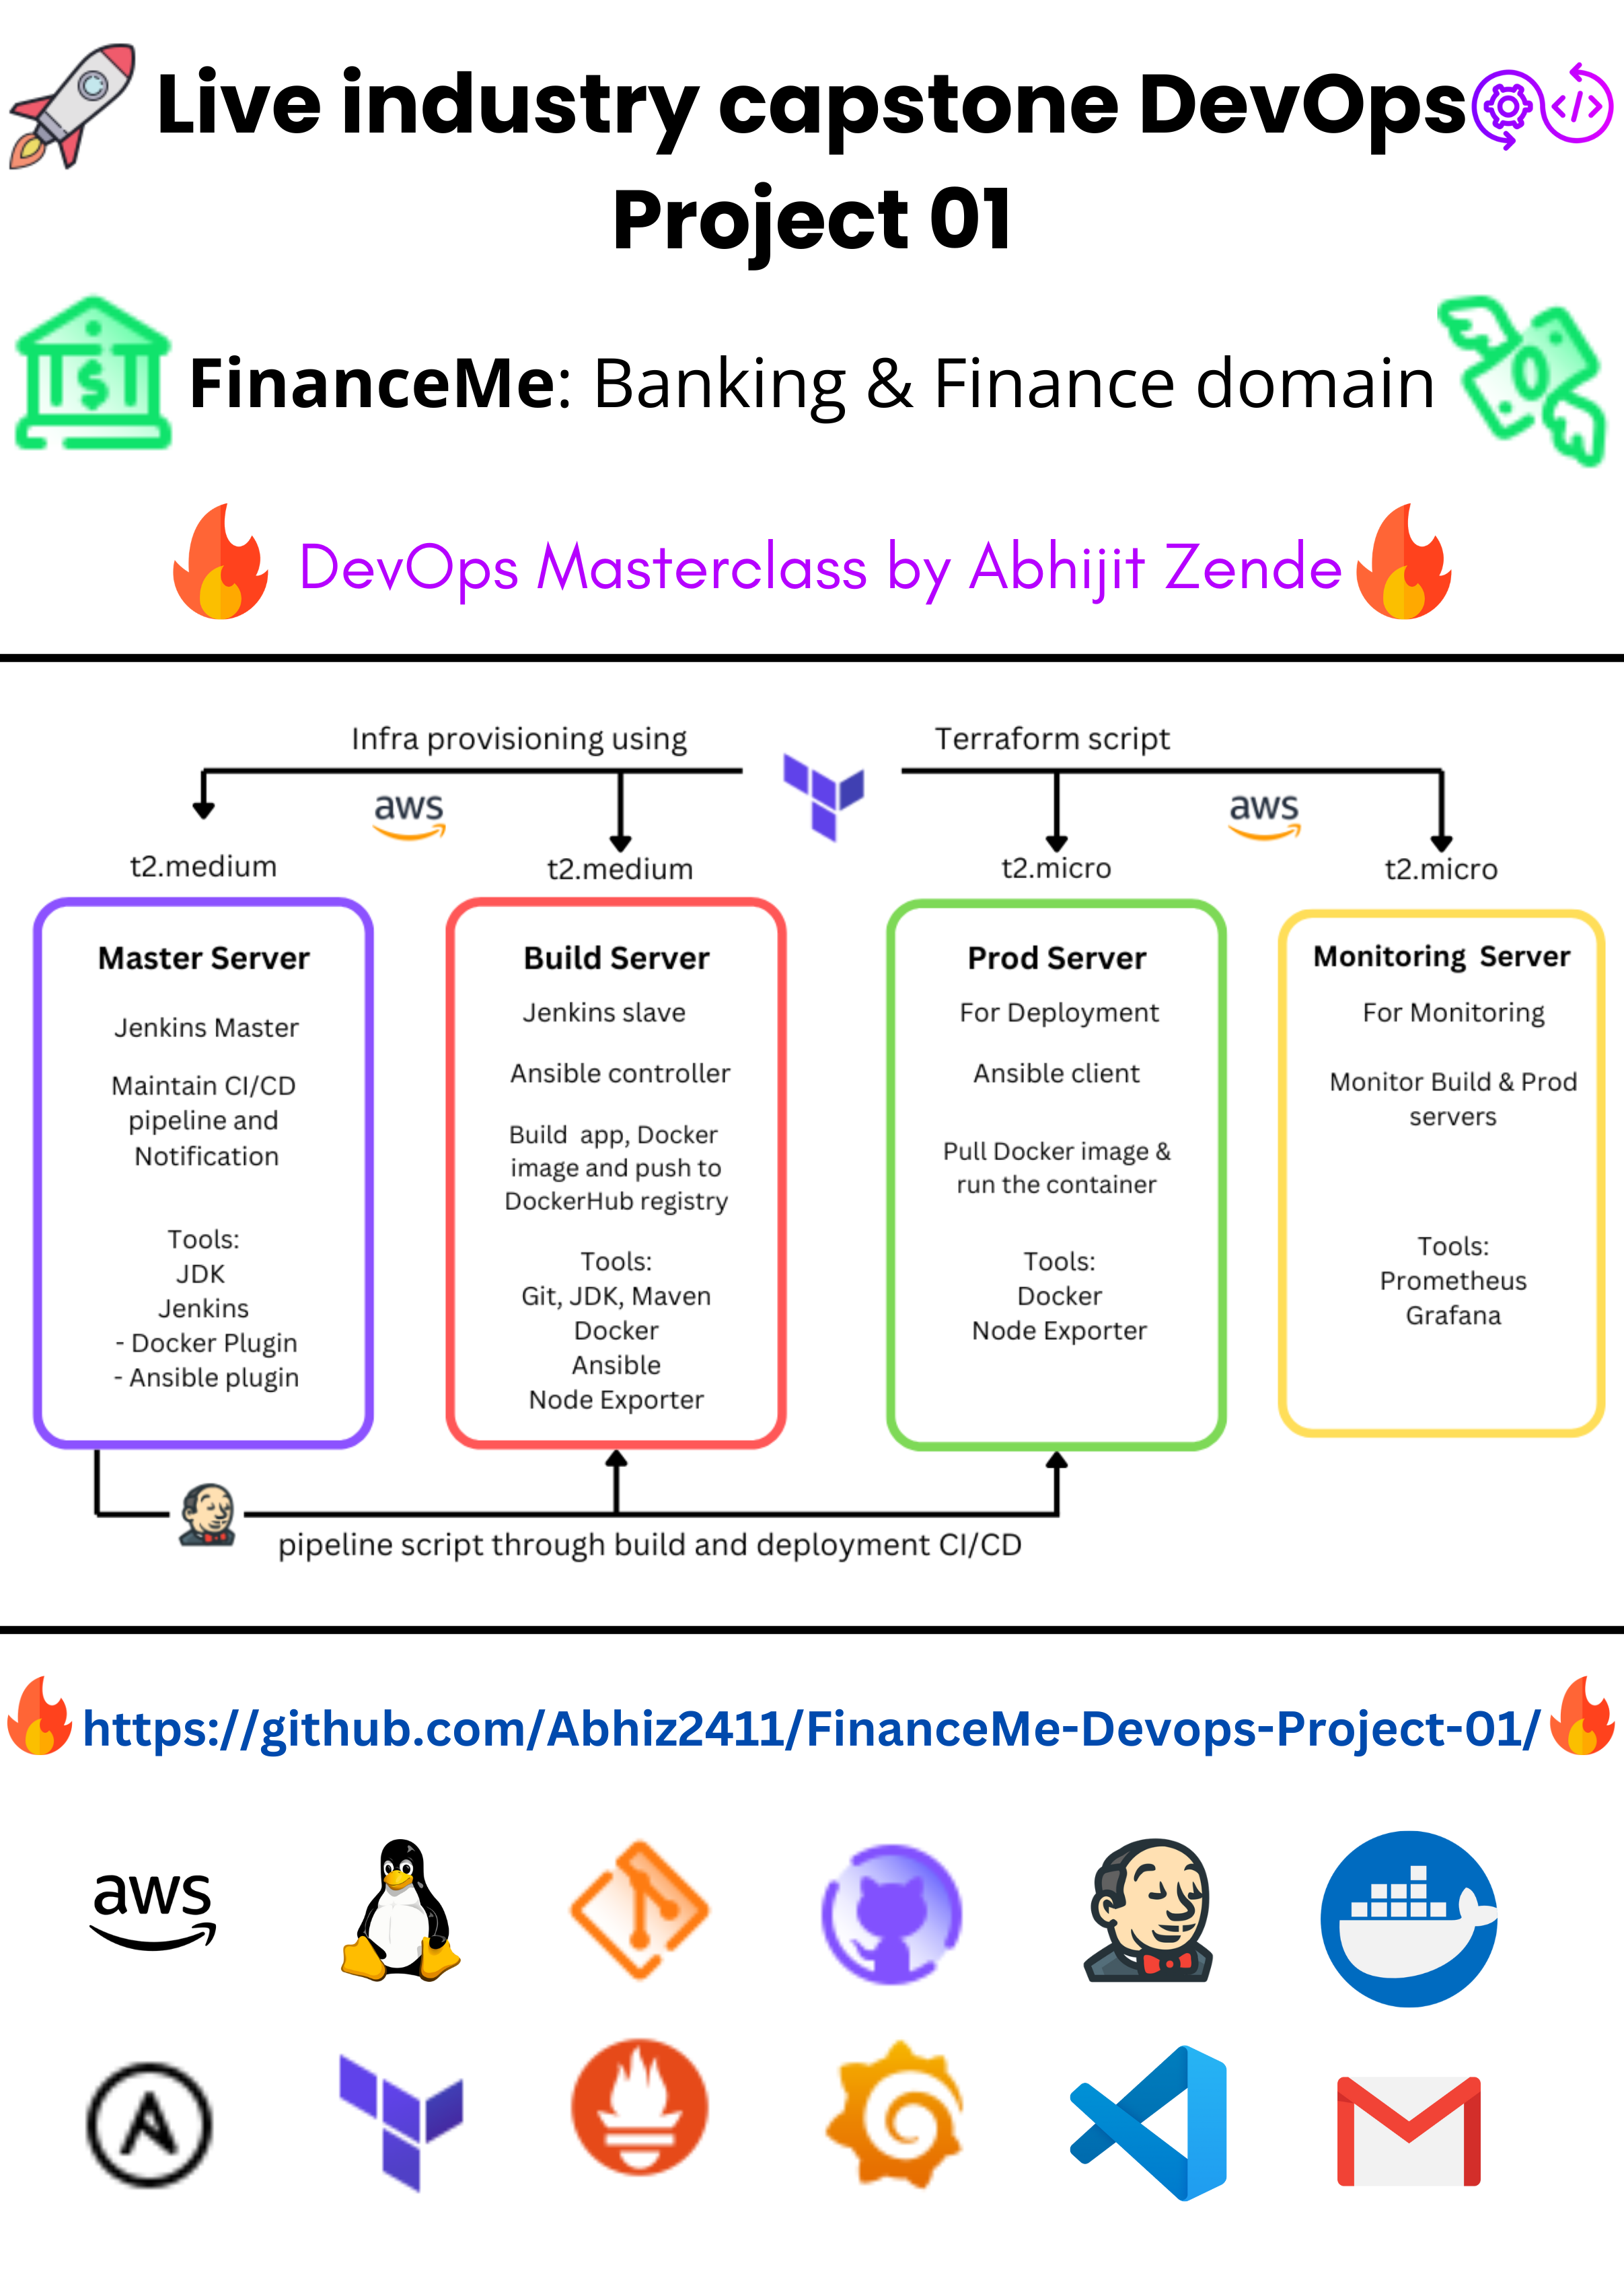 Live industry capstone DevOps
Project 01
FinanceMe: Banking & Finance domain
DevOps Masterclass by Abhijit Zende
Infra provisioning using
Terraform script
aws
aws
t2.medium
t2.medium
t2.micro
t2.micro
Master Server
Jenkins Master
Maintain CI/CD
pipeline and
Notification
Tools:
JDK
Jenkins
- Docker Plugin
- Ansible plugin
Build Server
Jenkins slave
Ansible controller
Build app, Docker
image and push to
DockerHub registry
Tools:
Git, JDK, Maven
Docker
Ansible
Node Exporter
Prod Server
For Deployment
Ansible client
Pull Docker image &
run the container
Tools:
Docker
Node Exporter
Monitoring Server
For Monitoring
Monitor Build & Prod
servers
Tools:
Prometheus
Grafana
pipeline script through build and deployment CI/CD
https://github.com/Abhiz2411/FinanceMe-Devops-Project-01/
aws